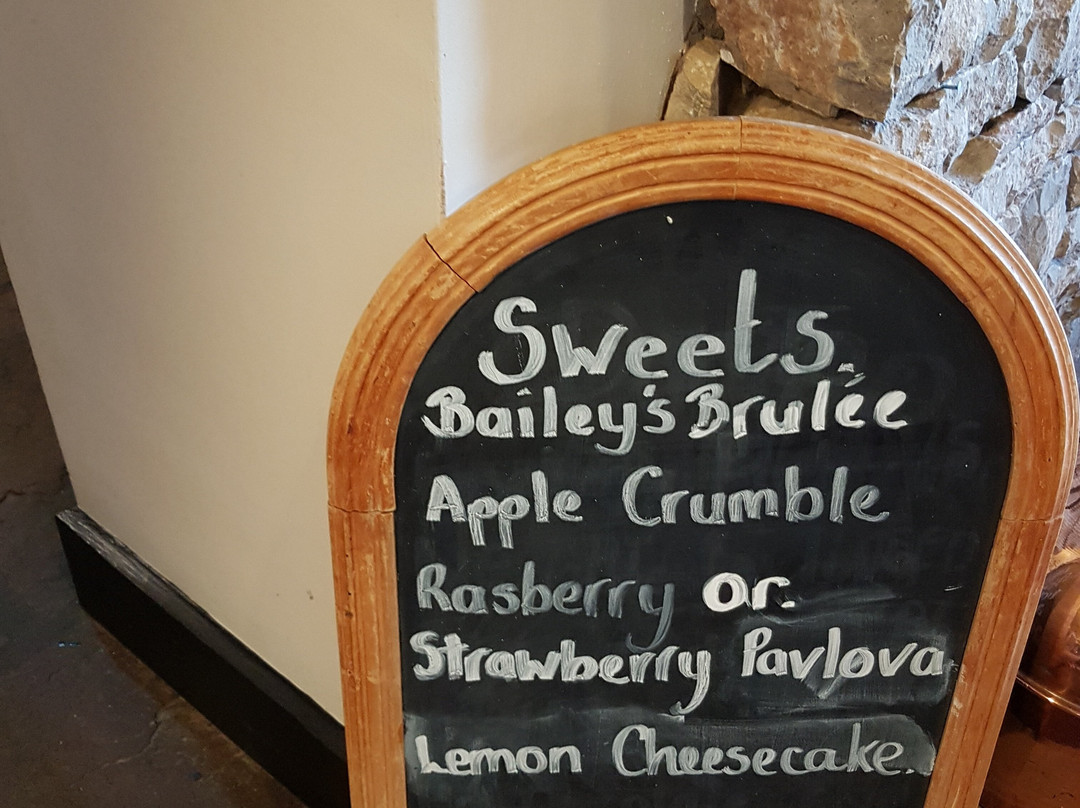 Sweets.
Bailey's Brulée
Apple Crumble
Rasberry or.
Strawberry Pavlova
Lemon Cheesecake.